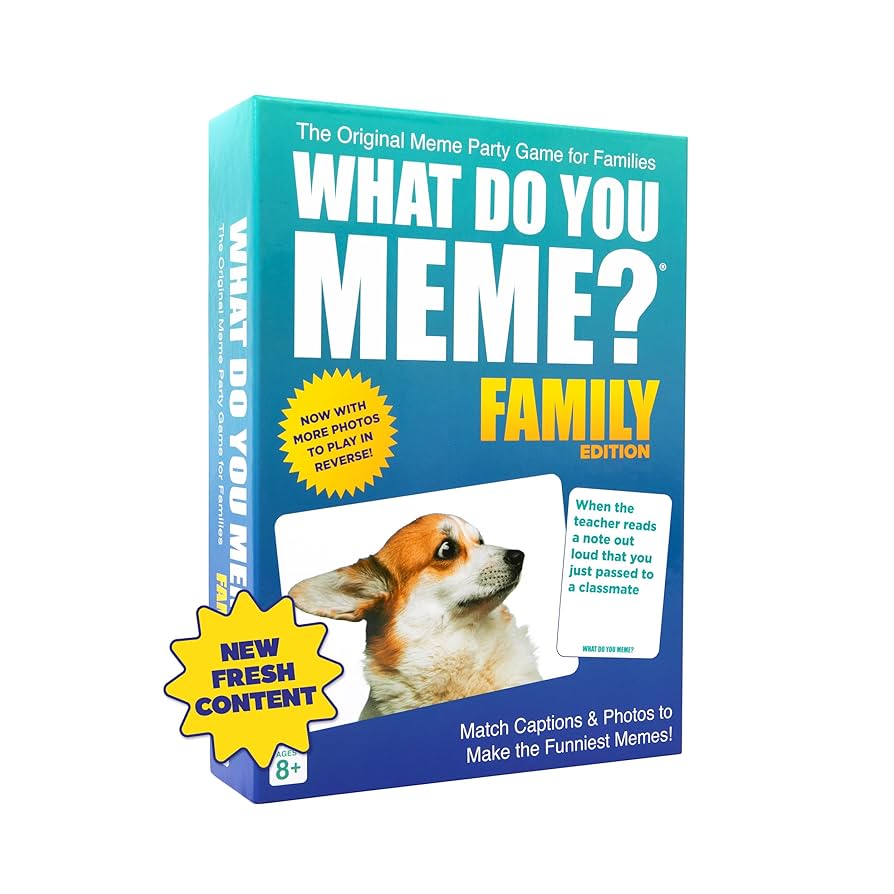 The Original Meme Party Game for Families
WHAT DO YOU
MEME?®
FAMILY
EDITION
NOW WITH
MORE PHOTOS
TO PLAY IN
REVERSE!
When the
teacher reads
a note out
loud that you
just passed to
a classmate
WHAT DO YOU MEME?
Match Captions & Photos to
Make the Funniest Memes!
WHAT DO YOU MEM
The Original Meme Party Game for Families
FA
NEW
FRESH
CONTENT
AGES
8+